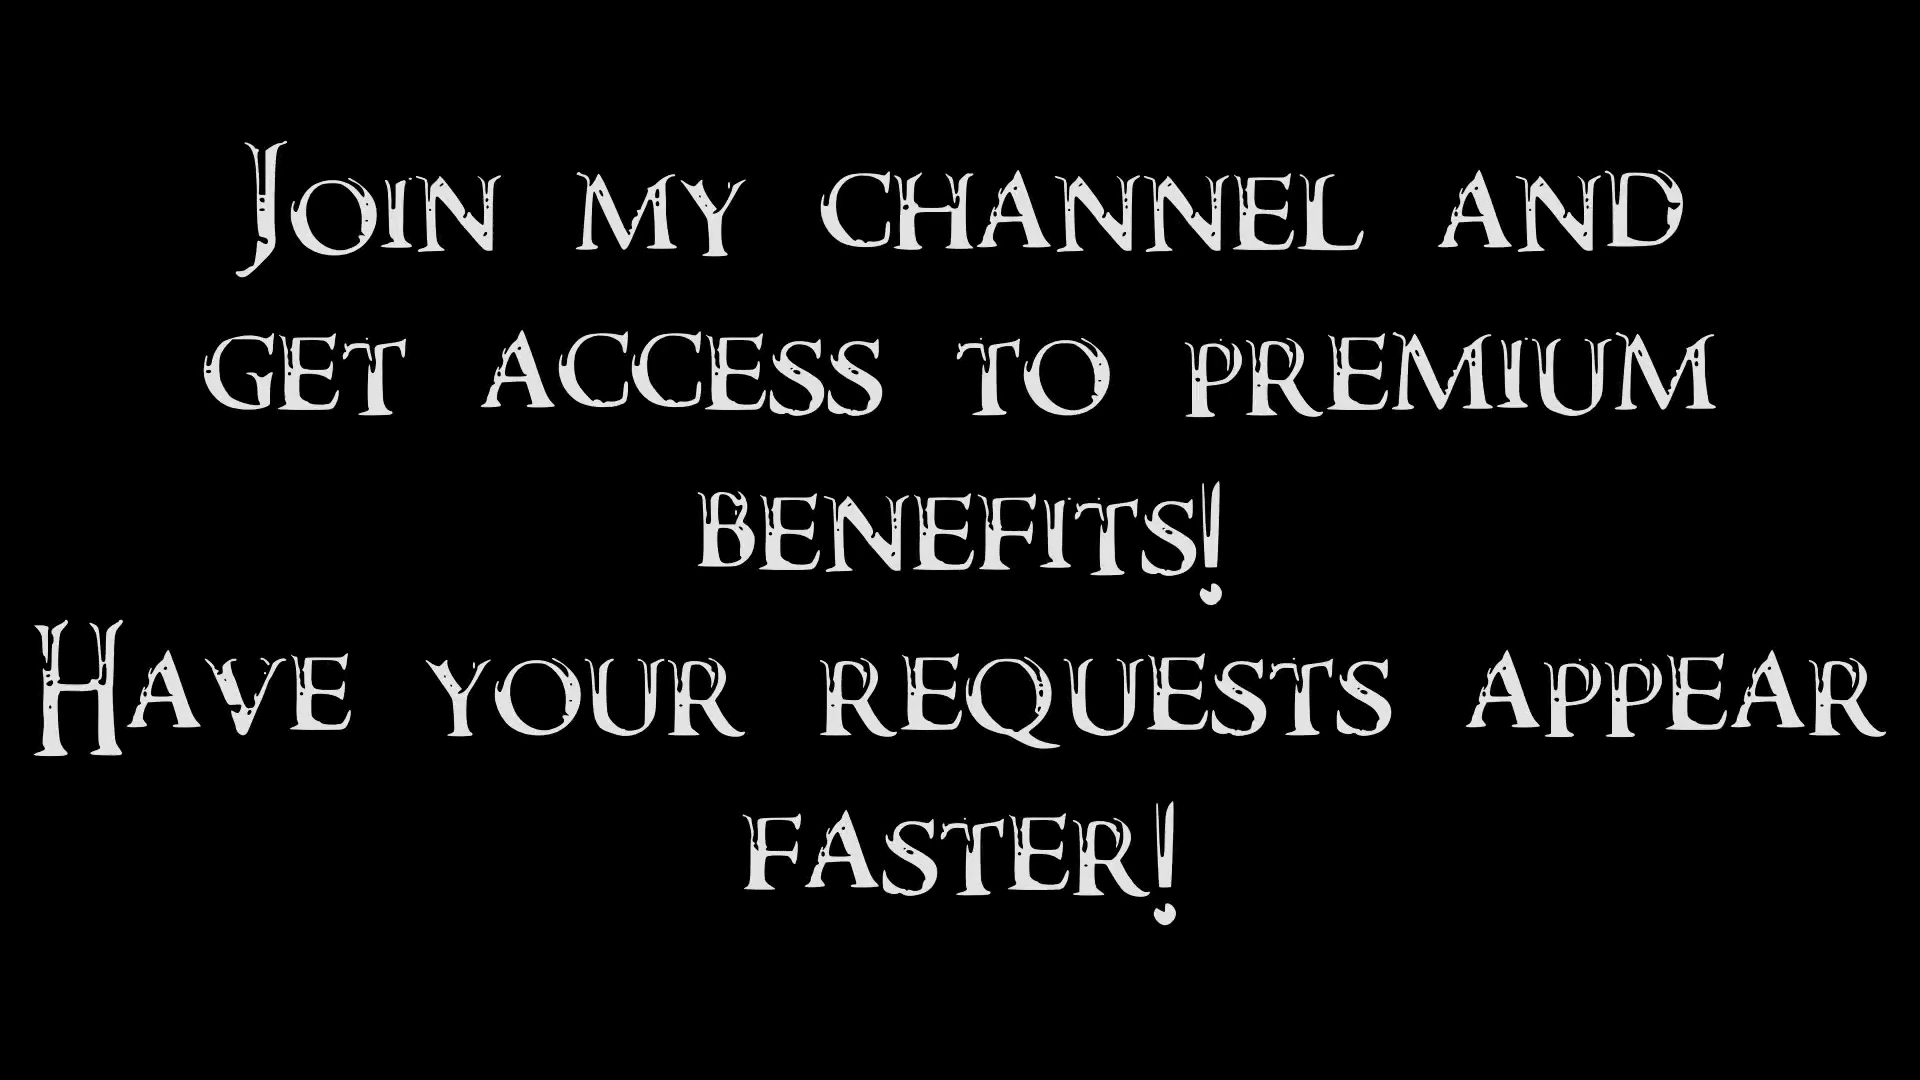 Join my channel and
get access to premium
benefits!
Have your requests appear
faster!